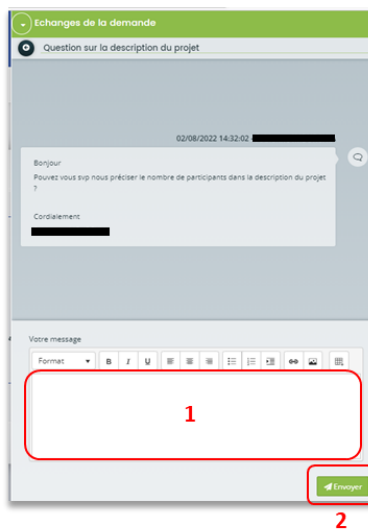 Echanges de la demande
Question sur la description du projet
02/08/2022 14:32:02 -
Bonjour
Pouvez vous svp nous préciser le nombre de participants dans la description du projet
?
Cordialement
Votre message
Format B I U
1
Envoyer
2